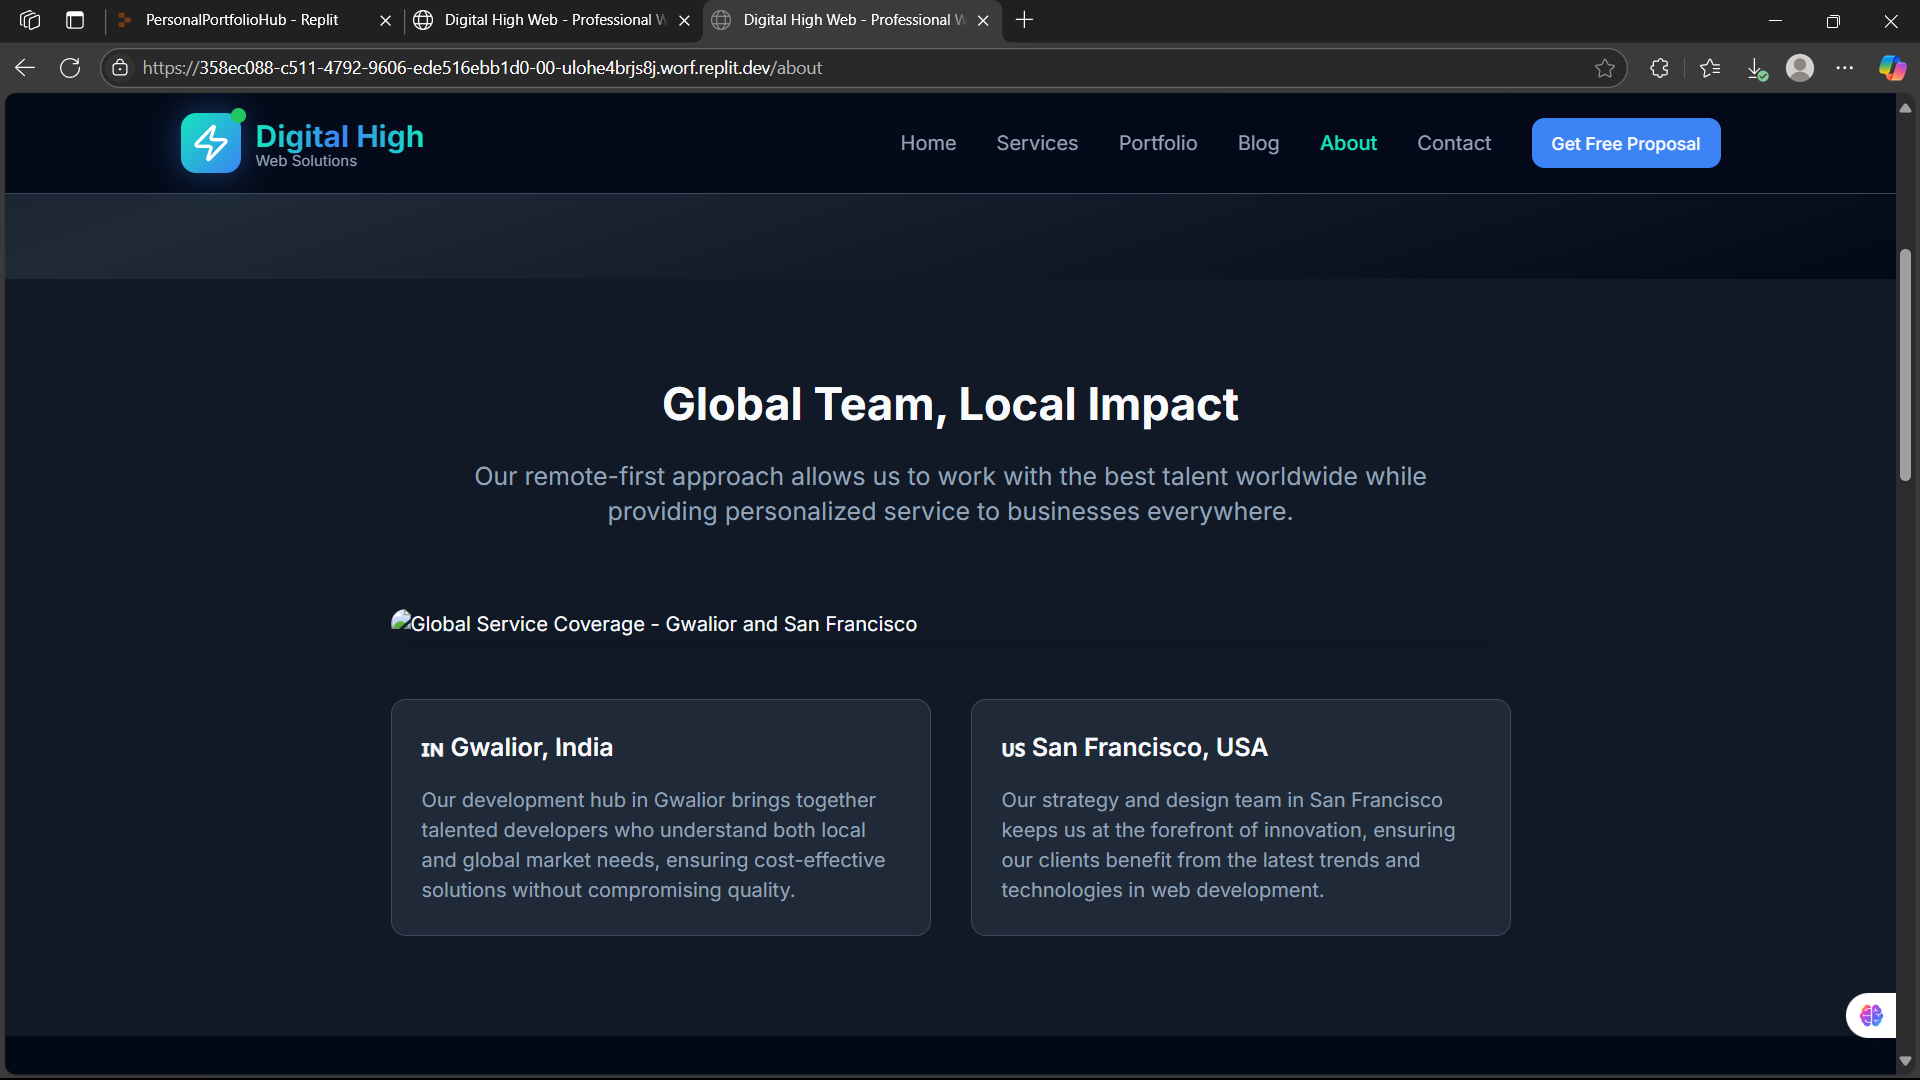 PersonalPortfolioHub - Replit
Digital High Web - Professional W
Digital High Web - Professional W
https://358ec088-c511-4792-9606-ede516ebb1d0-00-ulohe4brjs8j.worf.replit.dev/about
Digital High
Web Solutions
Home
Services
Portfolio
Blog
About
Contact
Get Free Proposal
Global Team, Local Impact
Our remote-first approach allows us to work with the best talent worldwide while
providing personalized service to businesses everywhere.
Global Service Coverage - Gwalior and San Francisco
IN Gwalior, India
Our development hub in Gwalior brings together
talented developers who understand both local
and global market needs, ensuring cost-effective
solutions without compromising quality.
US San Francisco, USA
Our strategy and design team in San Francisco
keeps us at the forefront of innovation, ensuring
our clients benefit from the latest trends and
technologies in web development.